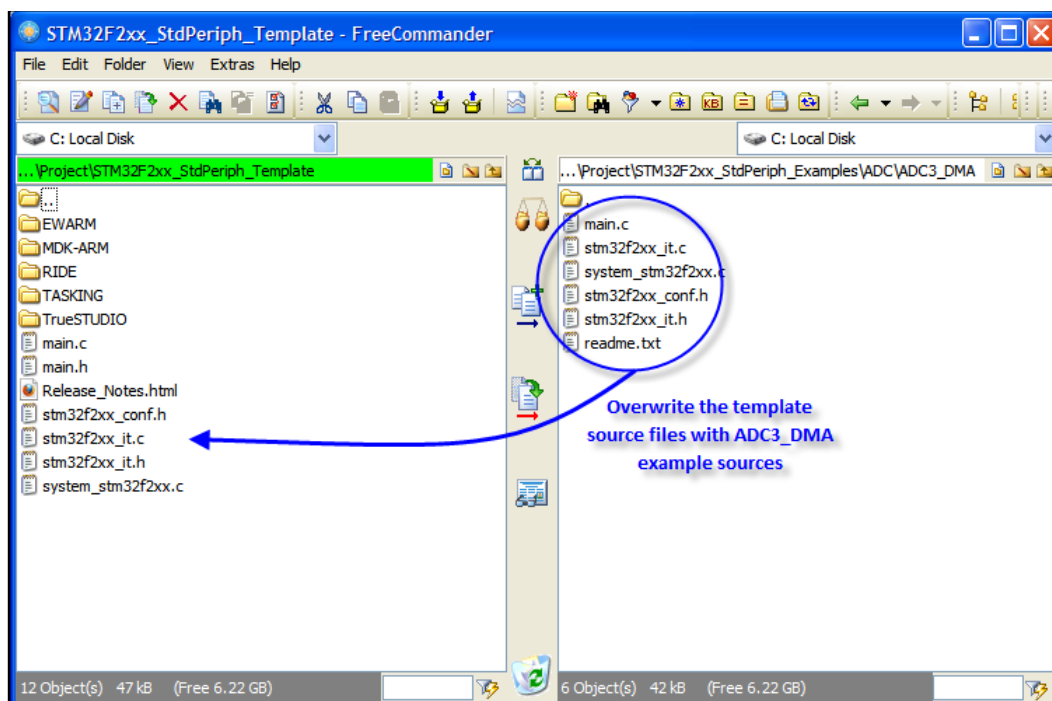 STM32F2xx_StdPeriph_Template - FreeCommander
File Edit Folder View Extras Help
KB
C: Local Disk
C: Local Disk
...\Project\STM32F2xx_StdPeriph_Template
...\Project\STM32F2xx_StdPeriph_Examples\ADC\ADC3_DMA
..
EWARM
MDK-ARM
RIDE
TASKING
TrueSTUDIO
main.c
main.h
Release_Notes.html
stm32f2xx_conf.h
stm32f2xx_it.c
stm32f2xx_it.h
system_stm32f2xx.c
..
main.c
stm32f2xx_it.c
system_stm32f2xx.c
stm32f2xx_conf.h
stm32f2xx_it.h
readme.txt
Overwrite the template
source files with ADC3_DMA
example sources
12 Object(s) 47 kB (Free 6.22 GB)
6 Object(s) 42 kB (Free 6.22 GB)